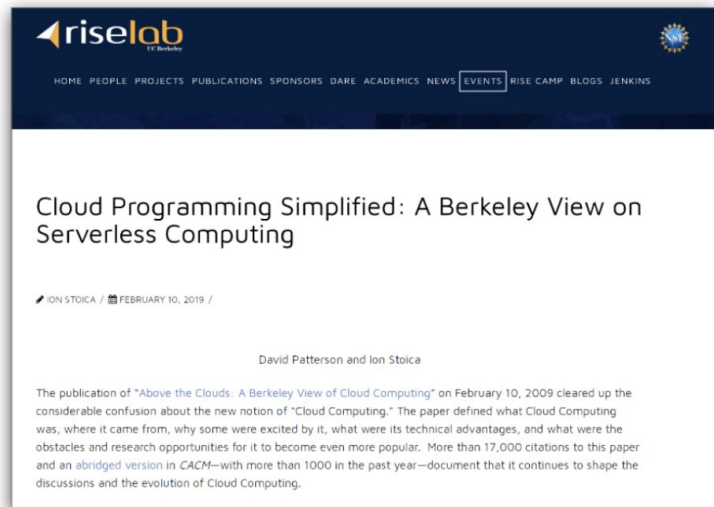 riselab
UC Berkeley
NSF
HOME PEOPLE PROJECTS PUBLICATIONS SPONSORS DARE ACADEMICS NEWS EVENTS RISE CAMP BLOGS JENKINS
Cloud Programming Simplified: A Berkeley View on
Serverless Computing
ION STOICA / FEBRUARY 10, 2019 /
David Patterson and Ion Stoica
The publication of "Above the Clouds: A Berkeley View of Cloud Computing" on February 10, 2009 cleared up the
considerable confusion about the new notion of "Cloud Computing." The paper defined what Cloud Computing
was, where it came from, why some were excited by it, what were its technical advantages, and what were the
obstacles and research opportunities for it to become even more popular. More than 17,000 citations to this paper
and an abridged version in CACM—with more than 1000 in the past year—document that it continues to shape the
discussions and the evolution of Cloud Computing.